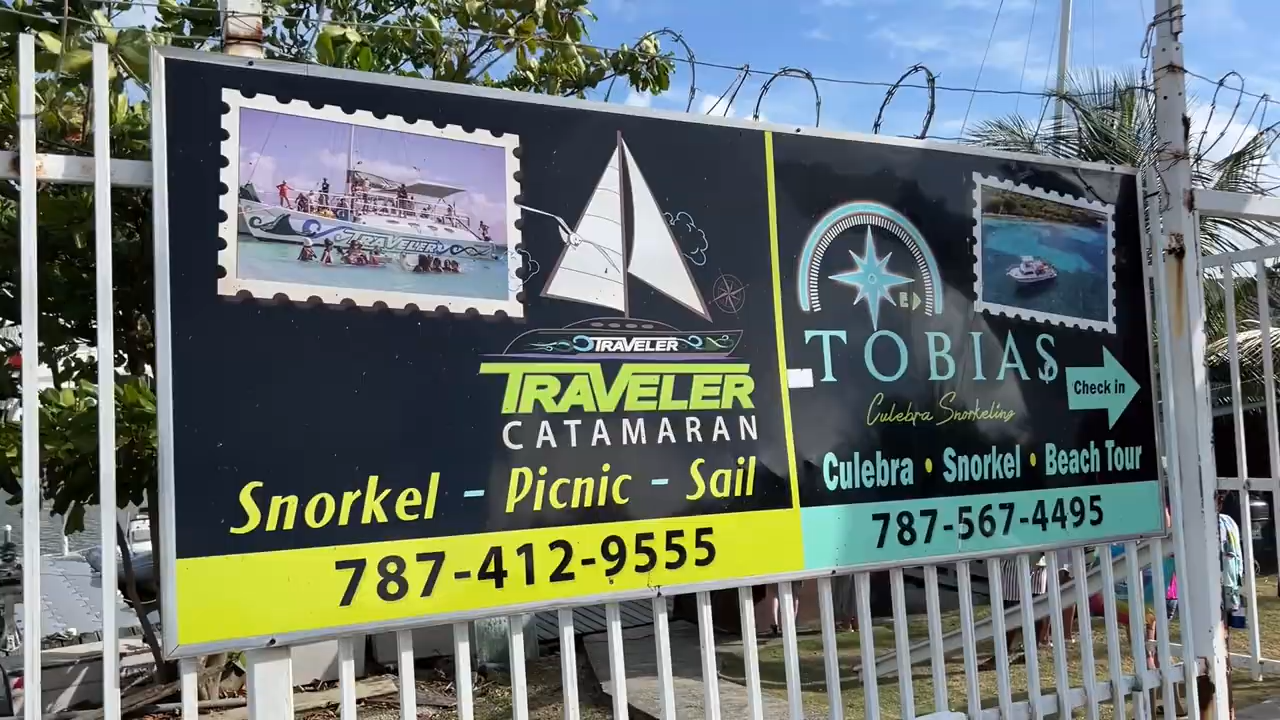 TRAVELER
TRAVELER
TRAVELER
CATAMARAN
Snorkel - Picnic - Sail
787-412-9555
E
TOBIAS
Culebra Snorkeling
Check in
Culebra • Snorkel • Beach Tour
787-567-4495